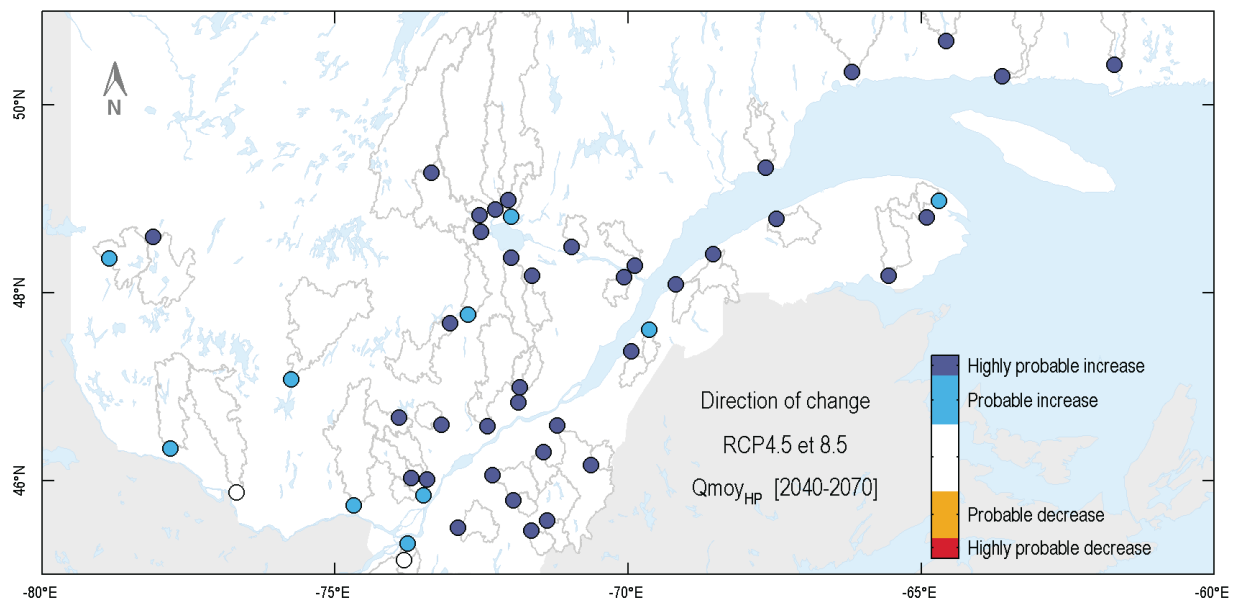 N
50°N
48°N
46°N
Direction of change
RCP4.5 et 8.5
Qmoy_HP [2040-2070]
Highly probable increase
Probable increase
Probable decrease
Highly probable decrease
-80°E
-75°E
-70°E
-65°E
-60°E